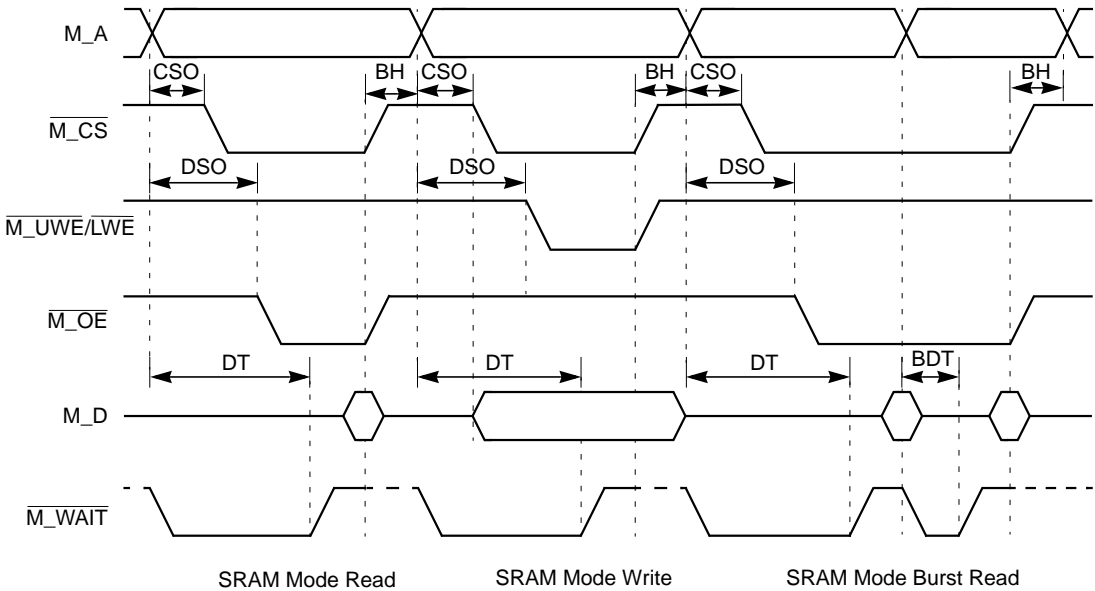 M_A
CSO BH CSO BH CSO BH
M_CS
DSO DSO DSO
M_UWE/LWE
M_OE
DT DT DT BDT
M_D
M_WAIT
SRAM Mode Read SRAM Mode Write SRAM Mode Burst Read